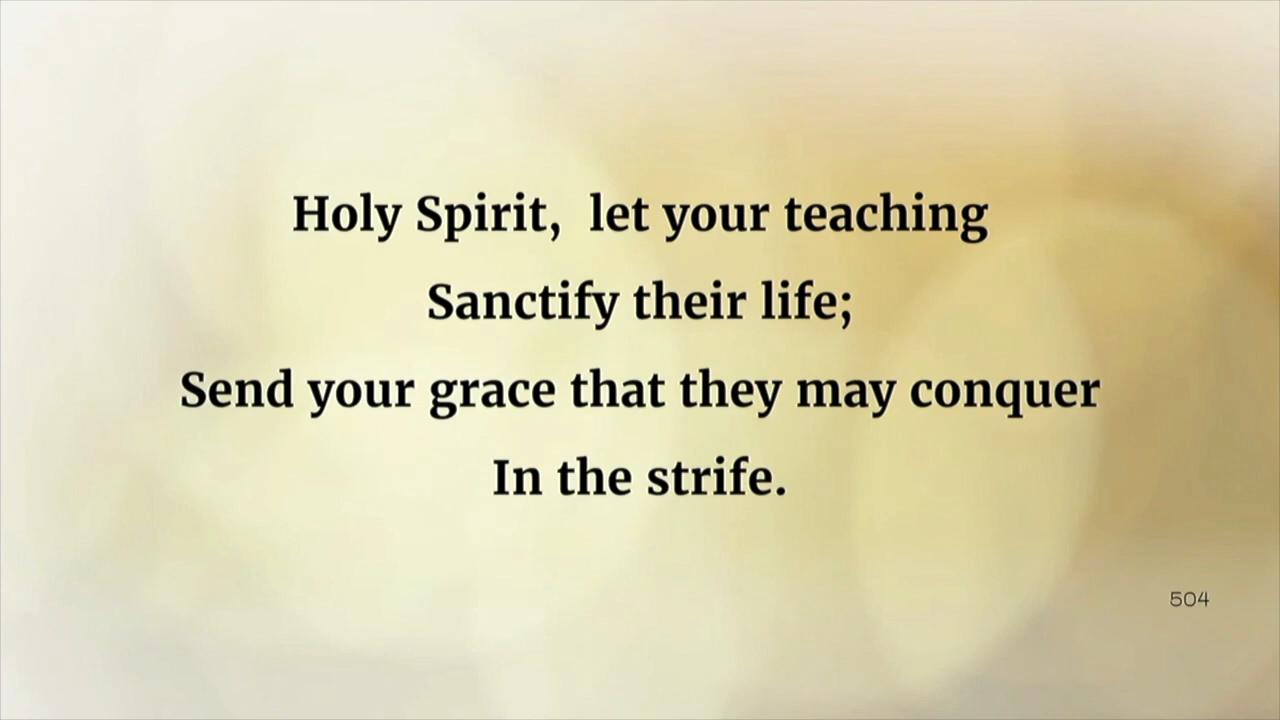 Holy Spirit,  let your teaching
Sanctify their life;
Send your grace that they may conquer
In the strife.
504